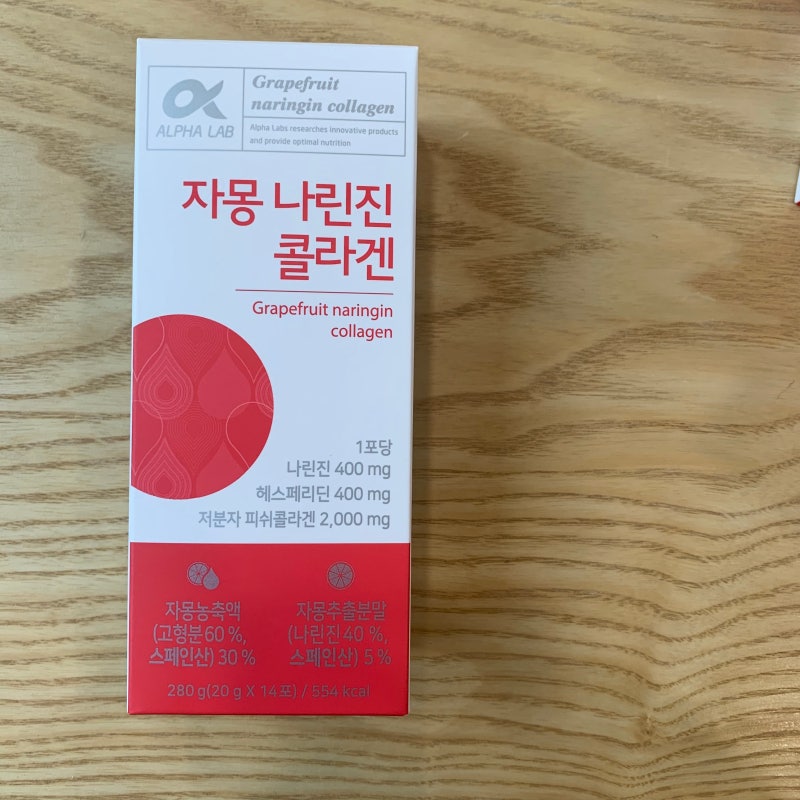 ALPHA LAB
Grapefruit
naringin collagen
Alpha Labs researches innovative products
and provide optimal nutrition
자몽 나린진
콜라겐
Grapefruit naringin
collagen
1포당
나린진 400 mg
헤스페리딘 400 mg
저분자 피쉬콜라겐 2,000 mg
자몽농축액
(고형분 60 %,
스페인산) 30 %
자몽추출분말
(나린진 40 %,
스페인산) 5 %
280 g(20 g X 14포) / 554 kcal